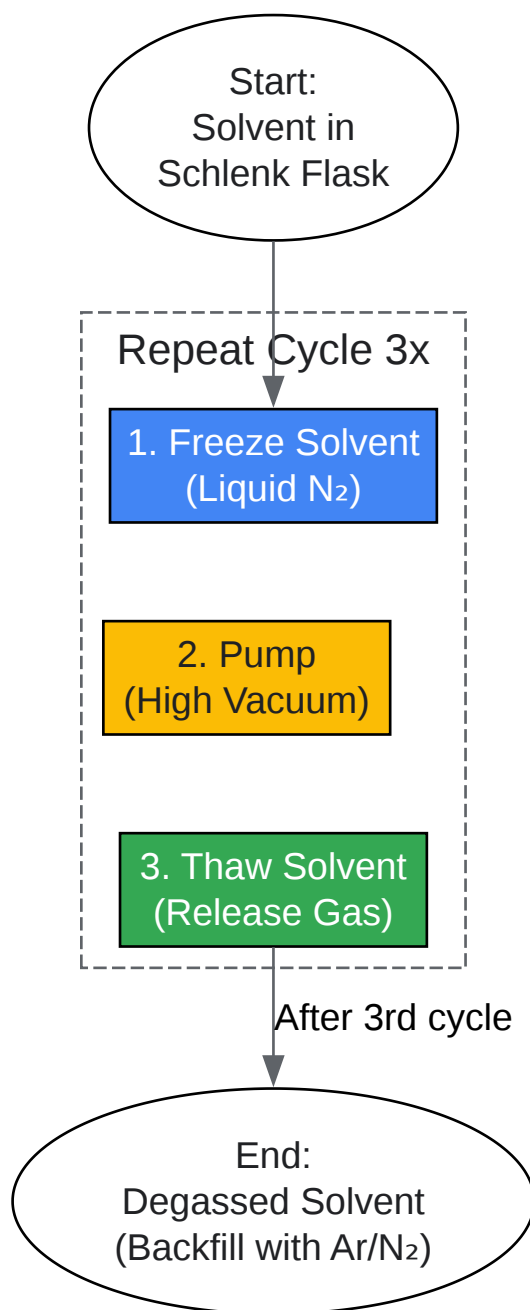 Start:
Solvent in
Schlenk Flask
Repeat Cycle 3x
1. Freeze Solvent
(Liquid N₂)
2. Pump
(High Vacuum)
3. Thaw Solvent
(Release Gas)
After 3rd cycle
End:
Degassed Solvent
(Backfill with Ar/N₂)